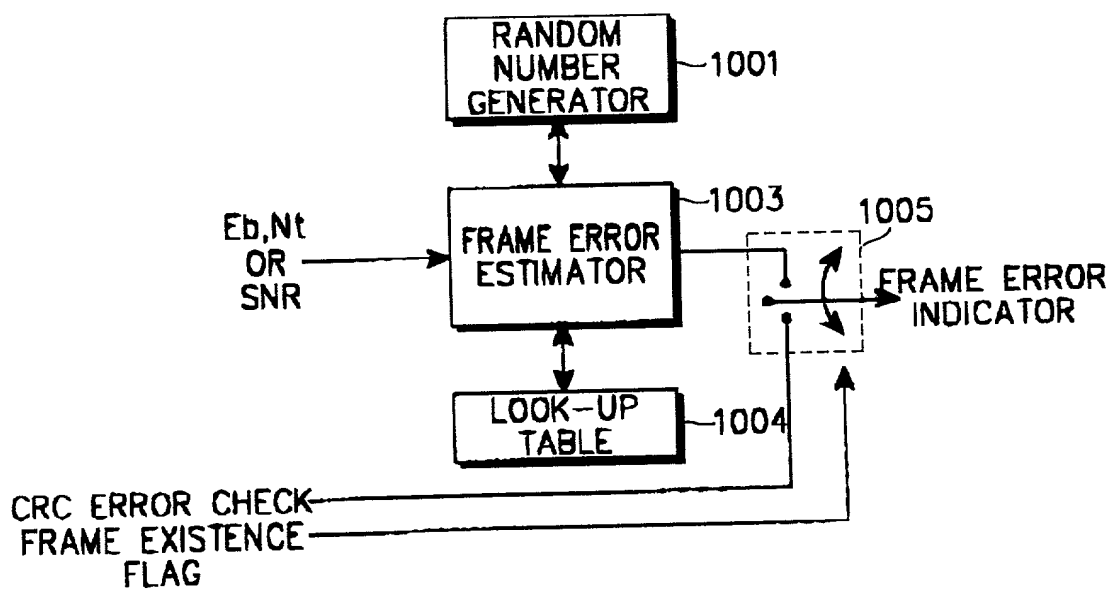 RANDOM
NUMBER
GENERATOR
1001
1003
1005
Eb,Nt
OR
SNR
FRAME ERROR
ESTIMATOR
FRAME ERROR
INDICATOR
LOOK-UP
TABLE
1004
CRC ERROR CHECK
FRAME EXISTENCE
FLAG